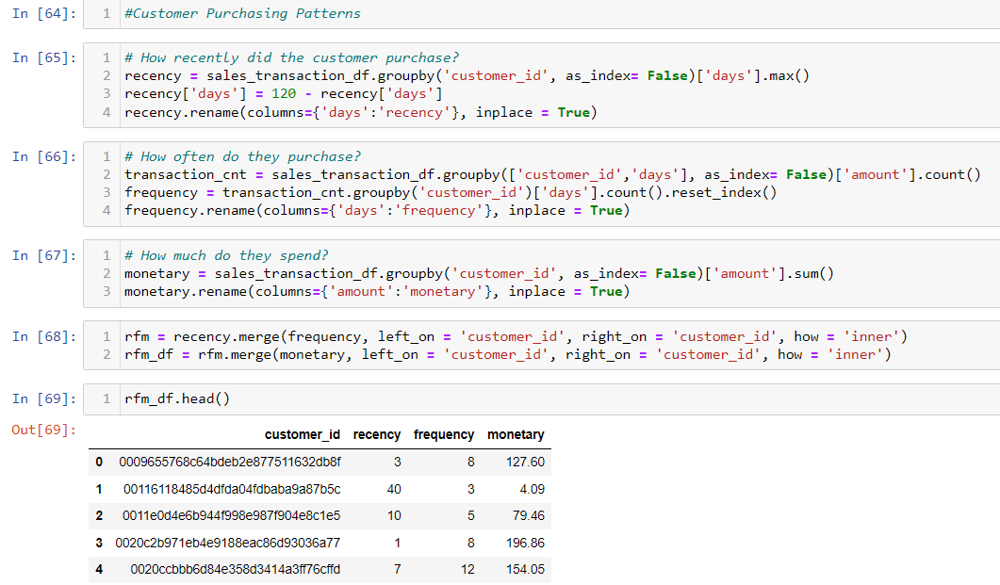 In [64]: 1 #Customer Purchasing Patterns
In [65]: 1 # How recently did the customer purchase?
2 recency = sales_transaction_df.groupby('customer_id', as_index= False)['days'].max()
3 recency['days'] = 120 - recency['days']
4 recency.rename(columns={'days':'recency'}, inplace = True)
In [66]: 1 # How often do they purchase?
2 transaction_cnt = sales_transaction_df.groupby(['customer_id','days'], as_index= False)['amount'].count()
3 frequency = transaction_cnt.groupby('customer_id')['days'].count().reset_index()
4 frequency.rename(columns={'days':'frequency'}, inplace = True)
In [67]: 1 # How much do they spend?
2 monetary = sales_transaction_df.groupby('customer_id', as_index= False)['amount'].sum()
3 monetary.rename(columns={'amount':'monetary'}, inplace = True)
In [68]: 1 rfm = recency.merge(frequency, left_on = 'customer_id', right_on = 'customer_id', how = 'inner')
2 rfm_df = rfm.merge(monetary, left_on = 'customer_id', right_on = 'customer_id', how = 'inner')
In [69]: 1 rfm_df.head()
Out[69]:
customer_id recency frequency monetary
0 0009655768c64bdeb2e877511632db8f 3 8 127.60
1 00116118485d4dfda04fdbaba9a87b5c 40 3 4.09
2 0011e0d4e6b944f998e987f904e8c1e5 10 5 79.46
3 0020c2b971eb4e9188eac86d93036a77 1 8 196.86
4 0020ccbbb6d84e358d3414a3ff76cffd 7 12 154.05